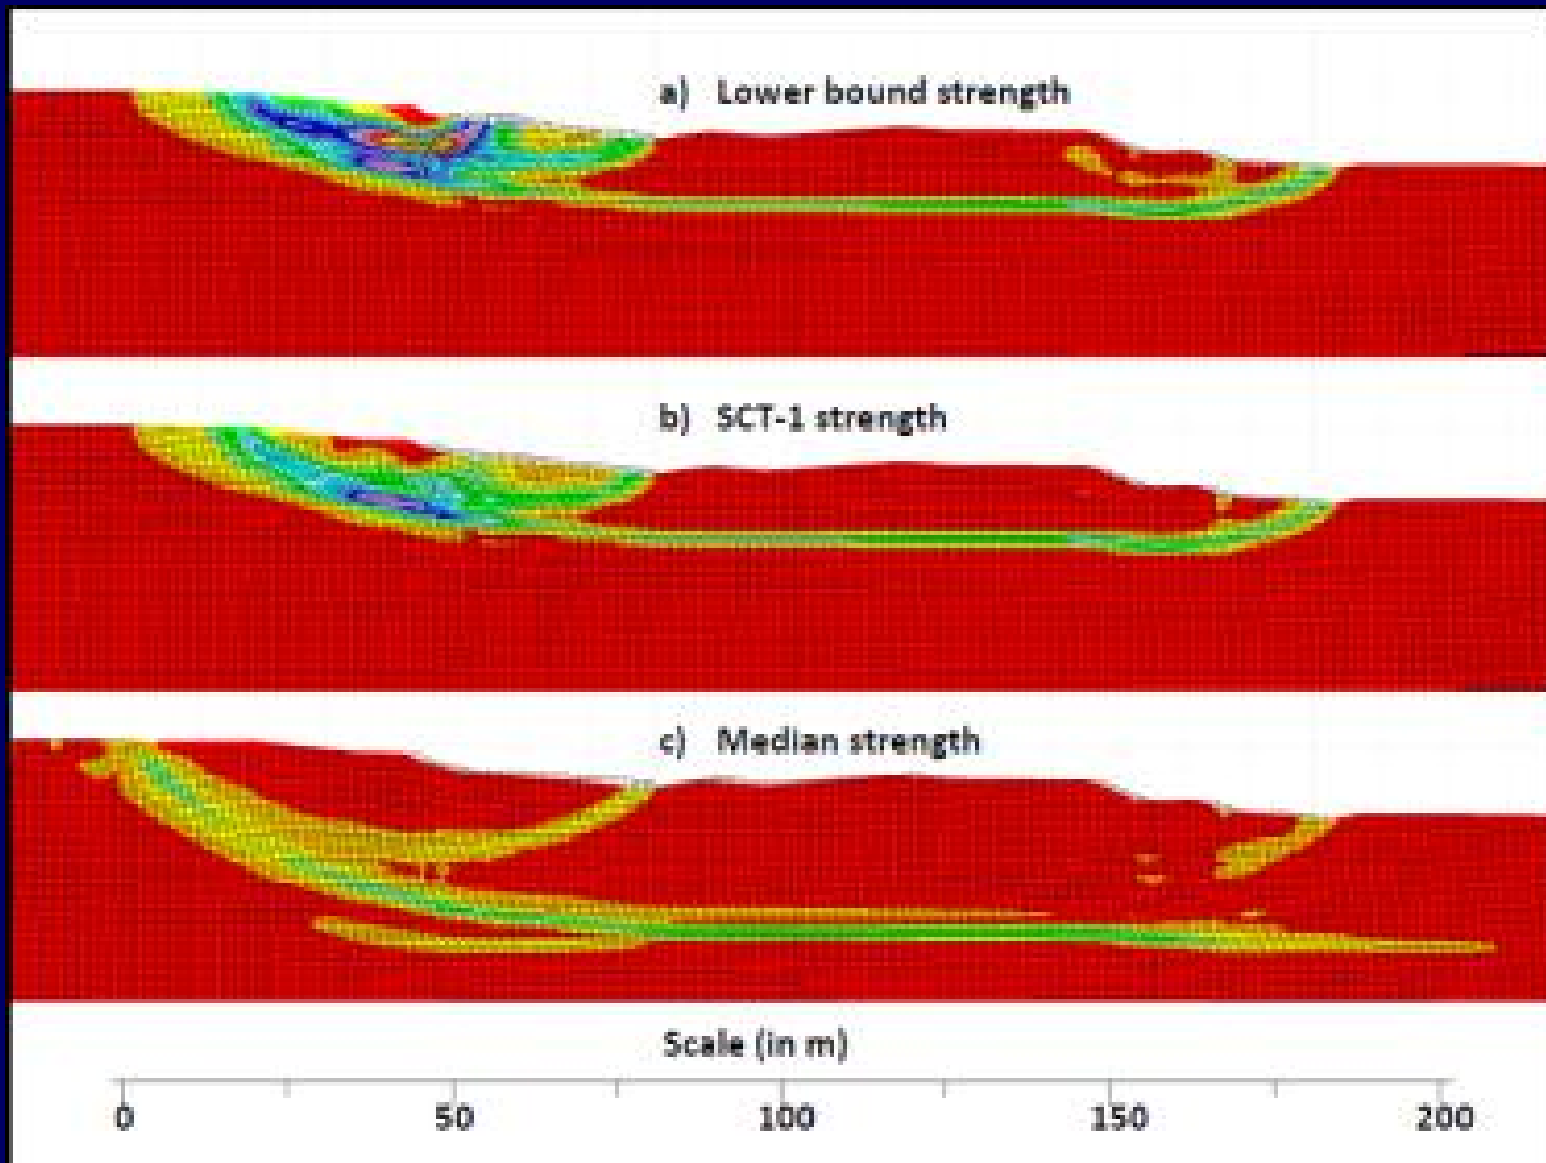 a) Lower bound strength
b) SCT-1 strength
c) Median strength
Scale (in m)
0 50 100 150 200